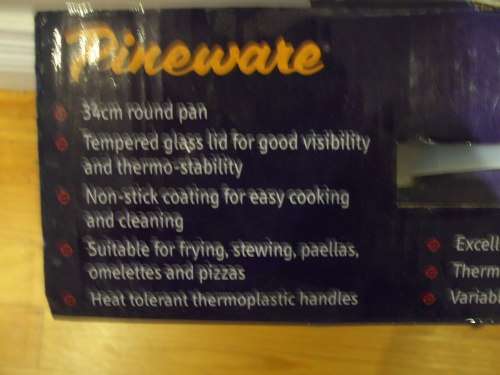 Pineware
34cm round pan
Tempered glass lid for good visibility
and thermo-stability
Non-stick coating for easy cooking
and cleaning
Suitable for frying, stewing, paellas,
omelettes and pizzas
Heat tolerant thermoplastic handles
Excell
Therm
Variabl